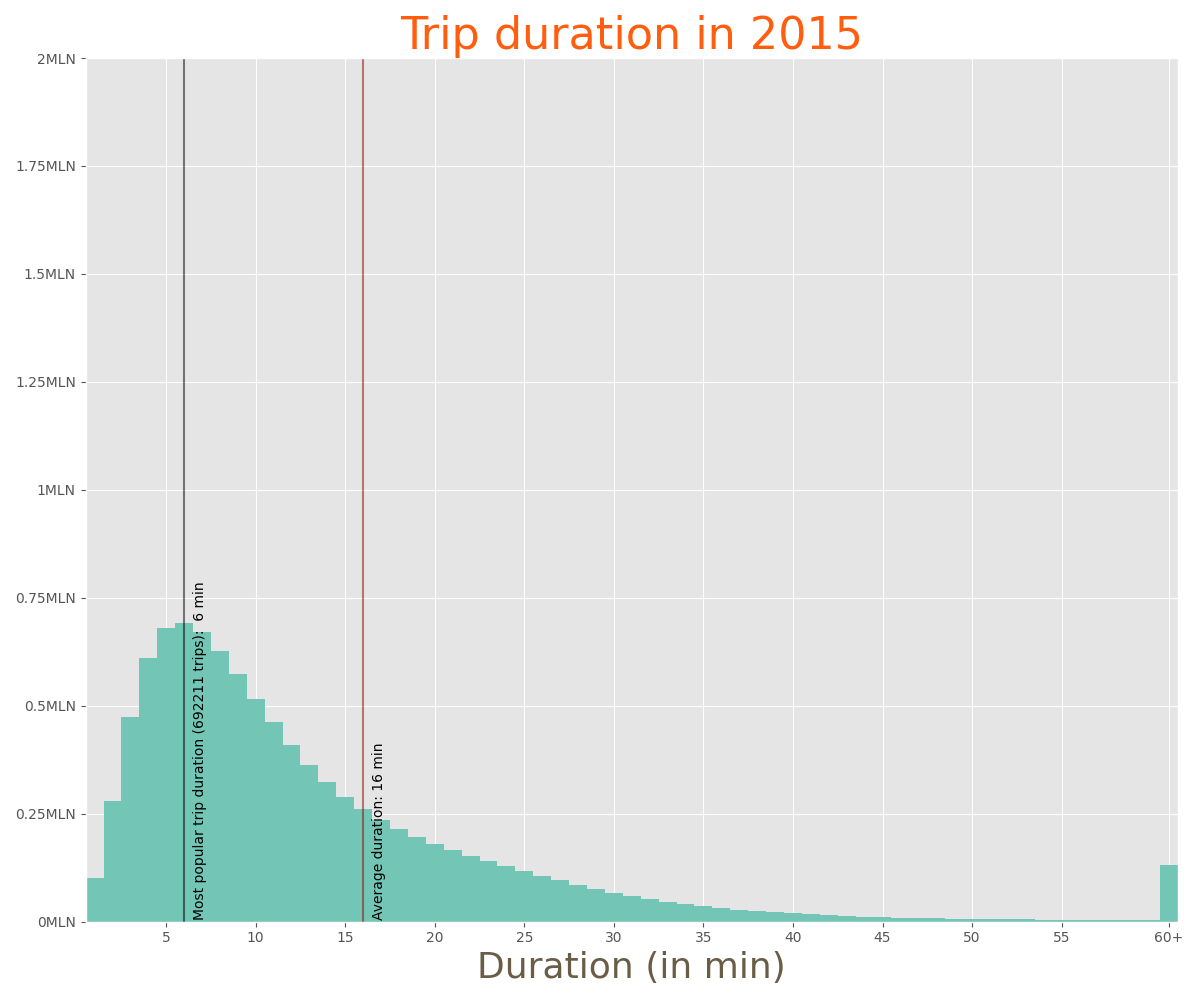 Trip duration in 2015
2MLN
1.75MLN
1.5MLN
1.25MLN
1MLN
0.75MLN
0.5MLN
0.25MLN
0MLN
Most popular trip duration (692211 trips):  6 min
Average duration: 16 min
5 10 15 20 25 30 35 40 45 50 55 60+
Duration (in min)